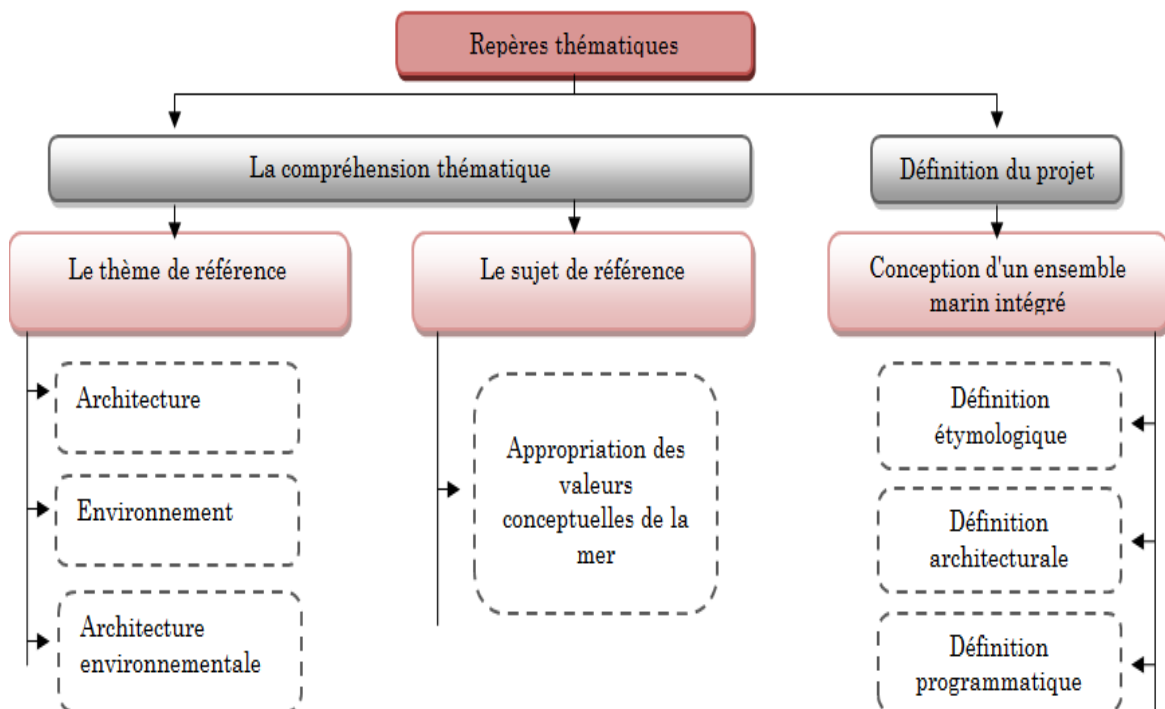 Repères thématiques
La compréhension thématique
Définition du projet
Le thème de référence
Le sujet de référence
Conception d'un ensemble
marin intégré
Architecture
Environnement
Architecture
environnementale
Appropriation des
valeurs
conceptuelles de la
mer
Définition
étymologique
Définition
architecturale
Définition
programmatique